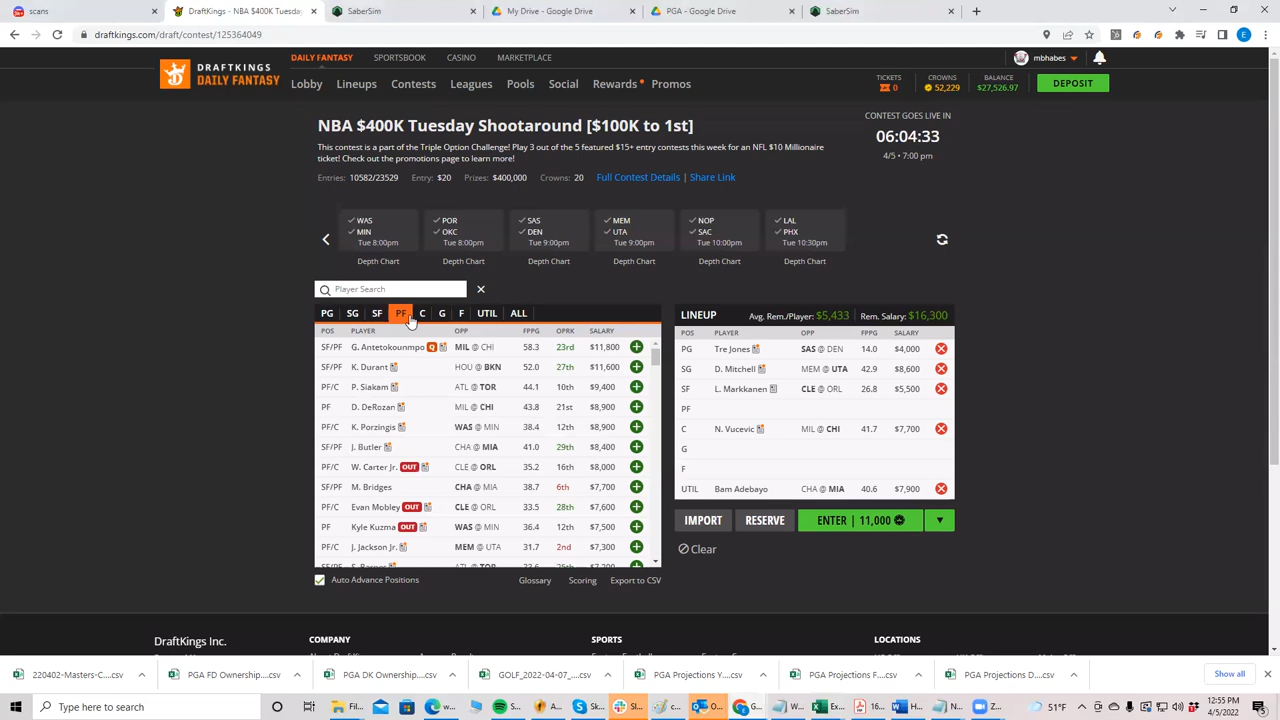 scans
DraftKings - NBA $400K Tuesday
SaberSim
My Drive - Google Drive
PGA - Google Drive
SaberSim
draftkings.com/draft/contest/125364049
DRAFTKINGS
DAILY FANTASY
DAILY FANTASY SPORTSBOOK CASINO MARKETPLACE
mbhabes
Lobby Lineups Contests Leagues Pools Social Rewards Promos
TICKETS CROWNS BALANCE
0 52,229 $27,526.97
DEPOSIT
NBA $400K Tuesday Shootaround [$100K to 1st]
CONTEST GOES LIVE IN
06:04:33
4/5 • 7:00 pm
This contest is a part of the Triple Option Challenge! Play 3 out of the 5 featured $15+ entry contests this week for an NFL $10 Millionaire
ticket! Check out the promotions page to learn more!
Entries: 10582/23529 Entry: $20 Prizes: $400,000 Crowns: 20 Full Contest Details | Share Link
WAS POR SAS MEM NOP LAL
MIN OKC DEN UTA SAC PHX
Tue 8:00pm Tue 8:00pm Tue 9:00pm Tue 9:00pm Tue 10:00pm Tue 10:30pm
Depth Chart Depth Chart Depth Chart Depth Chart Depth Chart Depth Chart
Player Search
PG SG SF PF C G F UTIL ALL
POS PLAYER OPP FPPG OPRK SALARY
SF/PF G. Antetokounmpo Q MIL @ CHI 58.3 23rd $11,800
SF/PF K. Durant HOU @ BKN 52.0 27th $11,600
PF/C P. Siakam ATL @ TOR 44.1 10th $9,400
PF D. DeRozan MIL @ CHI 43.8 21st $8,900
PF/C K. Porzingis WAS @ MIN 38.4 12th $8,900
SF/PF J. Butler CHA @ MIA 41.0 29th $8,400
PF/C W. Carter Jr. OUT CLE @ ORL 35.2 16th $8,000
SF/PF M. Bridges CHA @ MIA 38.7 6th $7,700
PF/C Evan Mobley OUT CLE @ ORL 33.5 28th $7,600
PF Kyle Kuzma OUT WAS @ MIN 36.4 12th $7,500
PF/C J. Jackson Jr. MEM @ UTA 31.7 2nd $7,300
Auto Advance Positions Glossary Scoring Export to CSV
LINEUP Avg. Rem./Player: $5,433 Rem. Salary: $16,300
POS PLAYER OPP FPPG SALARY
PG Tre Jones SAS @ DEN 14.0 $4,000
SG D. Mitchell MEM @ UTA 42.9 $8,600
SF L. Markkanen CLE @ ORL 26.8 $5,500
PF
C N. Vucevic MIL @ CHI 41.7 $7,700
G
F
UTIL Bam Adebayo CHA @ MIA 40.6 $7,900
IMPORT RESERVE ENTER | 11,000
Clear
DraftKings Inc. COMPANY SPORTS LOCATIONS
220402-Masters-C....csv
PGA FD Ownership....csv
PGA DK Ownership....csv
GOLF_2022-04-07_....csv
PGA Projections Y....csv
PGA Projections F....csv
PGA Projections D....csv
Show all
Type here to search
51°F
12:55 PM
4/5/2022